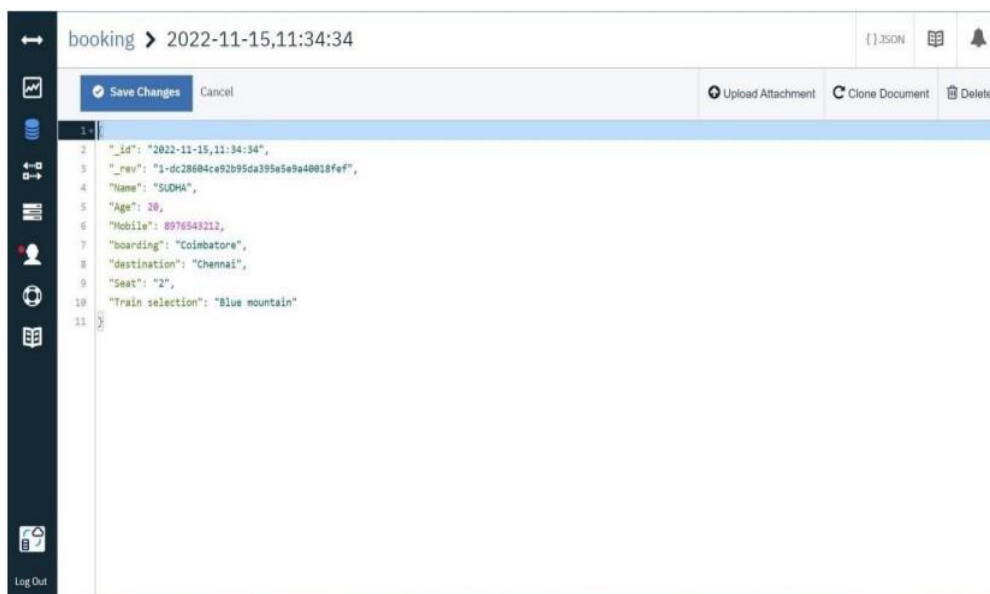 booking > 2022-11-15,11:34:34
{ } JSON
Save Changes
Cancel
Upload Attachment
Clone Document
Delete
1 {
2 "_id": "2022-11-15,11:34:34",
3 "_rev": "1-dc28604ce92b95da395e5e9a40018fef",
4 "Name": "SUDHA",
5 "Age": 20,
6 "Mobile": 8976543212,
7 "boarding": "Coimbatore",
8 "destination": "Chennai",
9 "Seat": "2",
10 "Train selection": "Blue mountain"
11 }
Log Out